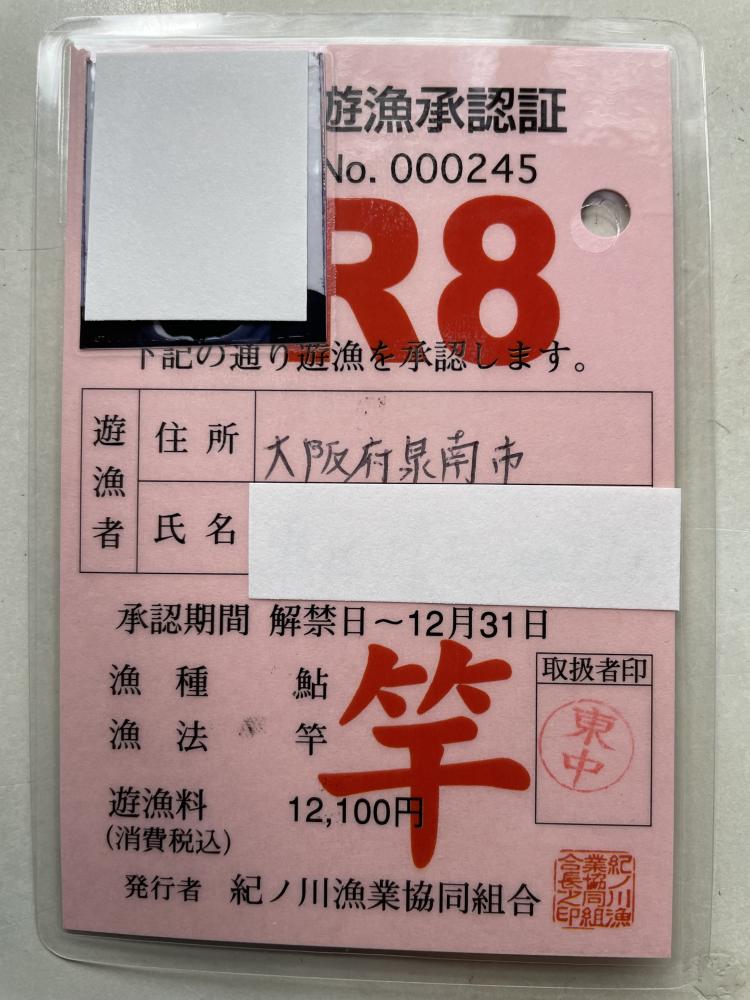 遊漁承認証
No. 000245
R8
下記の通り遊漁を承認します。
遊漁者
住所
大阪府泉南市
氏名
承認期間 解禁日～12月31日
漁種 鮎
漁法 竿
竿
取扱者印
東中
遊漁料 12,100円
(消費税込)
発行者 紀ノ川漁業協同組合
紀ノ川漁業協同組合長之印